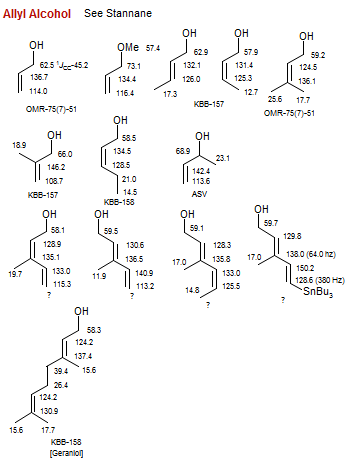 Allyl Alcohol See Stannane
OH
62.5 ¹Jcc-45.2
136.7
114.0
OMR-75(7)-51
OMe 57.4
73.1
134.4
116.4
OH
62.9
132.1
126.0
17.3
OH
57.9
131.4
125.3
12.7
KBB-157
OH
59.2
124.5
136.1
25.6 17.7
OMR-75(7)-51
OH
18.9
66.0
146.2
108.7
KBB-157
OH
58.5
134.5
128.5
21.0
14.5
KBB-158
OH
68.9
23.1
142.4
113.6
ASV
OH
58.1
128.9
135.1
19.7
133.0
115.3
?
OH
59.5
130.6
136.5
11.9
140.9
113.2
?
OH
59.1
128.3
17.0
135.8
133.0
14.8
125.5
?
OH
59.7
129.8
17.0
138.0 (64.0 hz)
150.2
128.6 (380 Hz)
SnBu3
?
OH
58.3
124.2
137.4
39.4 15.6
26.4
124.2
130.9
15.6 17.7
KBB-158
[Geraniol]